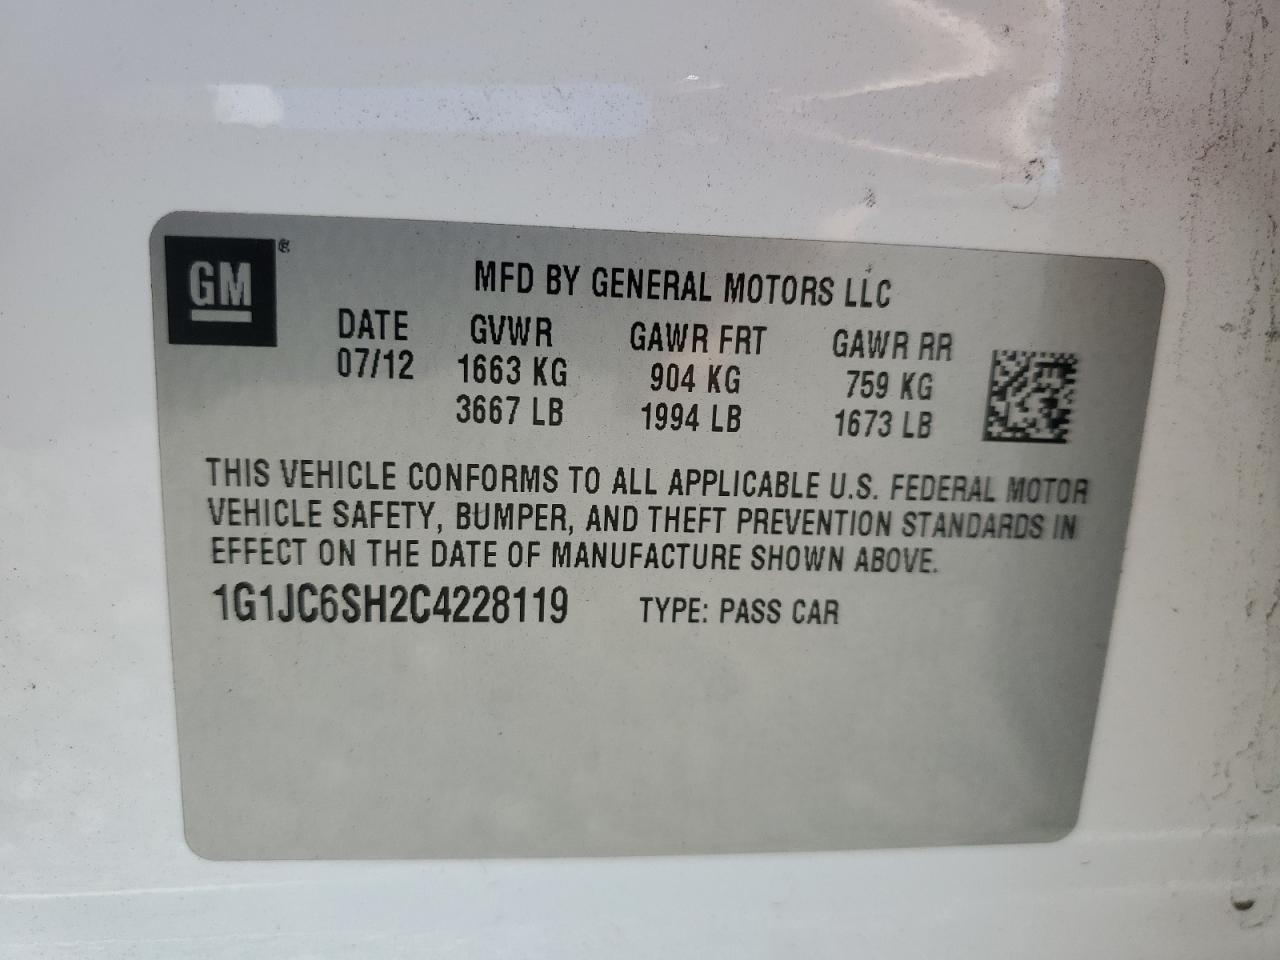 GM ®
MFD BY GENERAL MOTORS LLC
DATE GVWR GAWR FRT GAWR RR
07/12 1663 KG 904 KG 759 KG
3667 LB 1994 LB 1673 LB
THIS VEHICLE CONFORMS TO ALL APPLICABLE U.S. FEDERAL MOTOR
VEHICLE SAFETY, BUMPER, AND THEFT PREVENTION STANDARDS IN
EFFECT ON THE DATE OF MANUFACTURE SHOWN ABOVE.
1G1JC6SH2C4228119 TYPE: PASS CAR